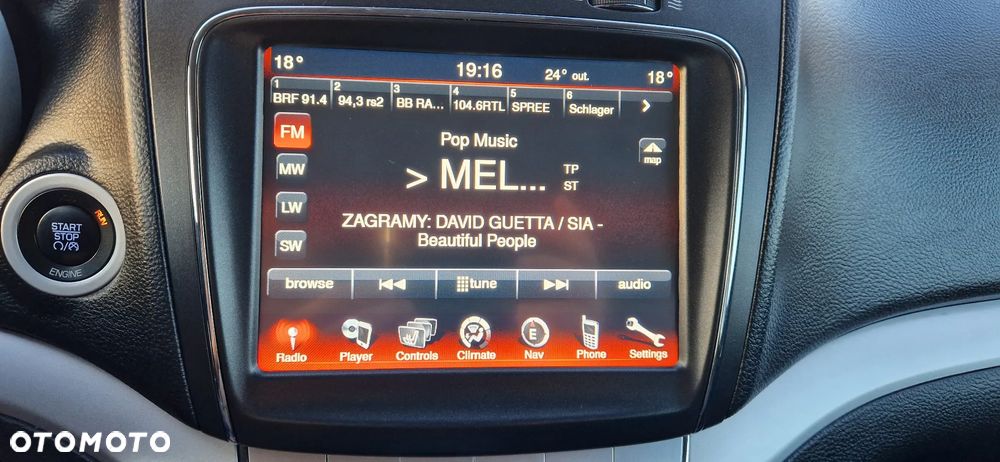 18°
19:16
24° out.
18°
1 BRF 91.4
2 94,3 rs2
3 BB RA...
4 104.6RTL
5 SPREE
6 Schlager
>
FM
Pop Music
map
MW
> MEL...
TP
ST
LW
ZAGRAMY: DAVID GUETTA / SIA -
Beautiful People
SW
browse
tune
audio
Radio
Player
Controls
Climate
E
Nav
Phone
Settings
RUN
START
STOP
ENGINE
OTOMOTO